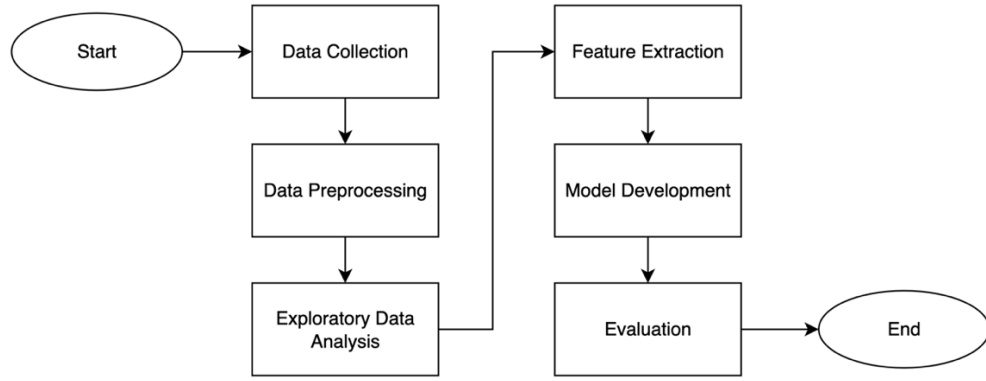 Start
Data Collection
Data Preprocessing
Exploratory Data
Analysis
Feature Extraction
Model Development
Evaluation
End